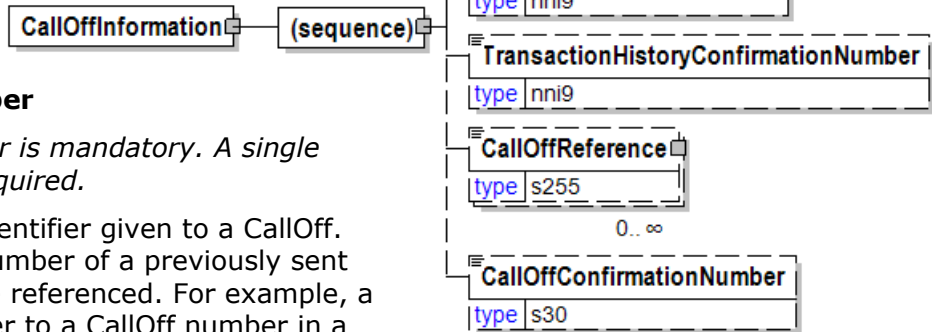 type nni9
CallOffInformation (sequence)
TransactionHistoryConfirmationNumber
type nni9
r is mandatory. A single
CallOffReference
quired.
type s255
entifier given to a CallOff.
0.. ∞
umber of a previously sent
CallOffConfirmationNumber
referenced. For example, a
type s30
er to a CallOff number in a